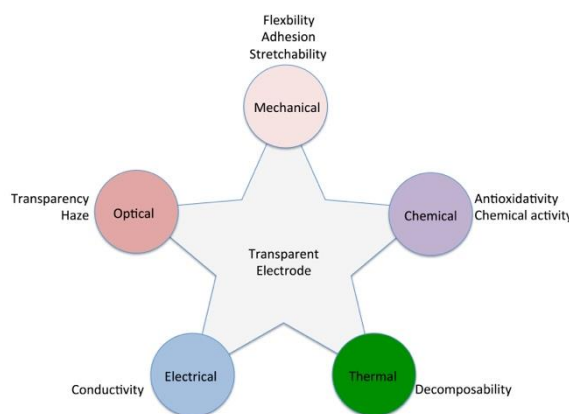 Flexbility
Adhesion
Stretchability
Mechanical
Transparency
Haze
Optical
Chemical
Antioxidativity
Chemical activity
Transparent
Electrode
Conductivity
Electrical
Thermal
Decomposability